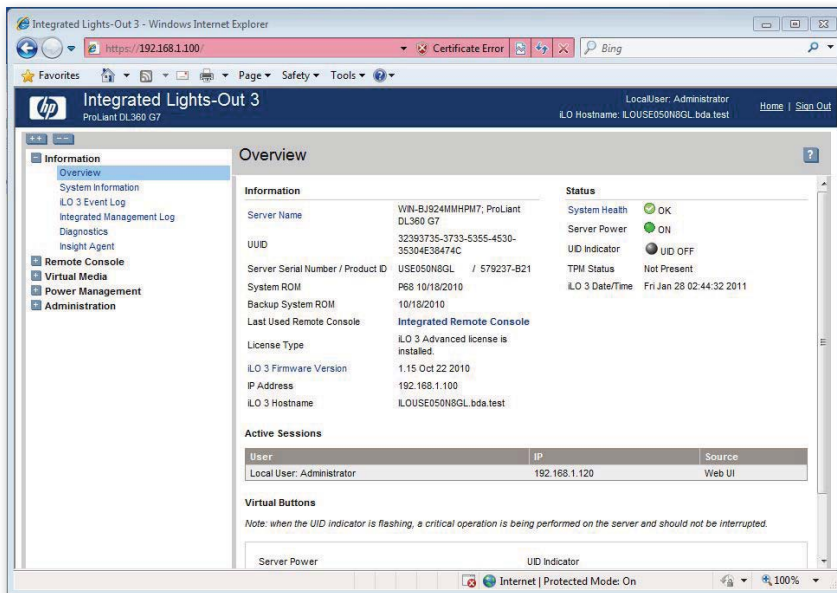 Integrated Lights-Out 3 - Windows Internet Explorer
https://192.168.1.100/
Certificate Error
Bing
Favorites
Page
Safety
Tools
hp
Integrated Lights-Out 3
ProLiant DL360 G7
LocalUser: Administrator
iLO Hostname: ILOUSE050N8GL.bda.test
Home | Sign Out
Information
Overview
System Information
iLO 3 Event Log
Integrated Management Log
Diagnostics
Insight Agent
Remote Console
Virtual Media
Power Management
Administration
Overview
?
Information
Server Name WIN-BJ924MMHPM7; ProLiant
DL360 G7
UUID 32393735-3733-5355-4530-
35304E38474C
Server Serial Number / Product ID USE050N8GL / 579237-B21
System ROM P68 10/18/2010
Backup System ROM 10/18/2010
Last Used Remote Console Integrated Remote Console
License Type iLO 3 Advanced license is
installed.
iLO 3 Firmware Version 1.15 Oct 22 2010
IP Address 192.168.1.100
iLO 3 Hostname ILOUSE050N8GL.bda.test
Status
System Health OK
Server Power ON
UID Indicator UID OFF
TPM Status Not Present
iLO 3 Date/Time Fri Jan 28 02:44:32 2011
Active Sessions
User IP Source
Local User: Administrator 192.168.1.120 Web UI
Virtual Buttons
Note: when the UID indicator is flashing, a critical operation is being performed on the server and should not be interrupted.
Server Power UID Indicator
Internet | Protected Mode: On
100%